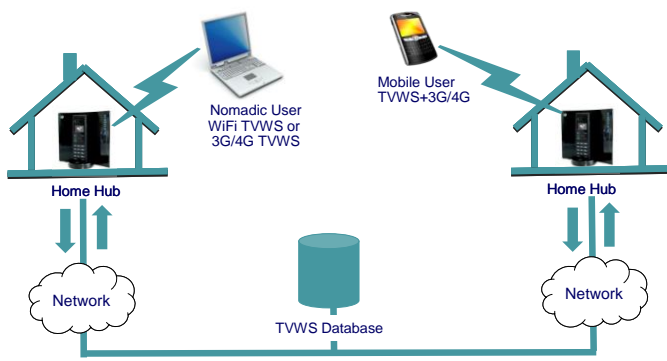 Nomadic User
WiFi TVWS or
3G/4G TVWS
Mobile User
TVWS+3G/4G
Home Hub
Home Hub
Network
Network
TVWS Database